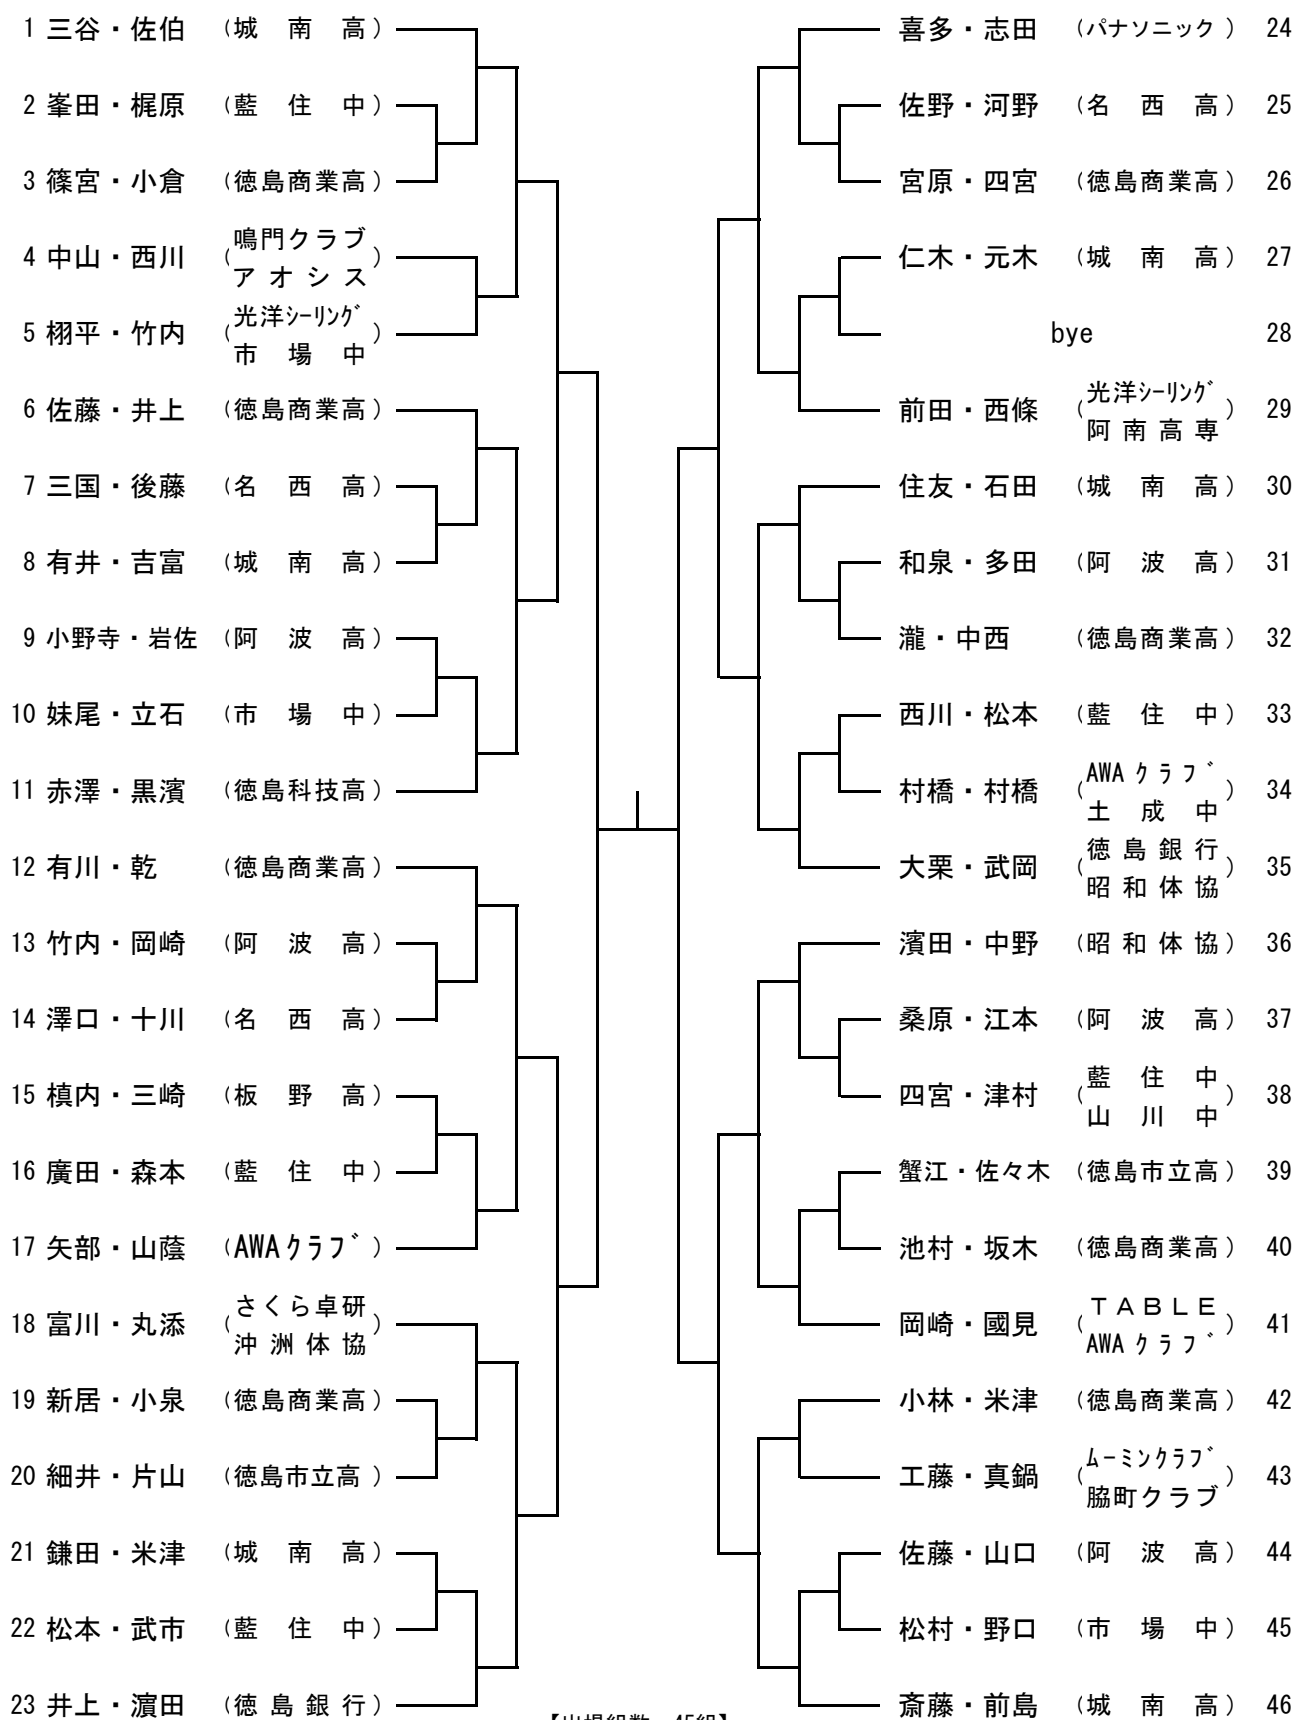 1 三谷・佐伯 (城南高)
2 峯田・梶原 (藍住中)
3 篠宮・小倉 (徳島商業高)
4 中山・西川 (鳴門クラブ
アオシス)
5 栩平・竹内 (光洋シーリング
市場中)
6 佐藤・井上 (徳島商業高)
7 三国・後藤 (名西高)
8 有井・吉富 (城南高)
9 小野寺・岩佐 (阿波高)
10 妹尾・立石 (市場中)
11 赤澤・黒濱 (徳島科技高)
12 有川・乾 (徳島商業高)
13 竹内・岡崎 (阿波高)
14 澤口・十川 (名西高)
15 槙内・三崎 (板野高)
16 廣田・森本 (藍住中)
17 矢部・山蔭 (AWAクラブ)
18 富川・丸添 (さくら卓研
沖洲体協)
19 新居・小泉 (徳島商業高)
20 細井・片山 (徳島市立高)
21 鎌田・米津 (城南高)
22 松本・武市 (藍住中)
23 井上・濵田 (徳島銀行)
喜多・志田 (パナソニック) 24
佐野・河野 (名西高) 25
宮原・四宮 (徳島商業高) 26
仁木・元木 (城南高) 27
bye 28
前田・西條 (光洋シーリング
阿南高専) 29
住友・石田 (城南高) 30
和泉・多田 (阿波高) 31
瀧・中西 (徳島商業高) 32
西川・松本 (藍住中) 33
村橋・村橋 (AWAクラブ
土成中) 34
大栗・武岡 (徳島銀行
昭和体協) 35
濱田・中野 (昭和体協) 36
桑原・江本 (阿波高) 37
四宮・津村 (藍住中
山川中) 38
蟹江・佐々木 (徳島市立高) 39
池村・坂木 (徳島商業高) 40
岡崎・國見 (TABLE
AWAクラブ) 41
小林・米津 (徳島商業高) 42
工藤・真鍋 (ムーミンクラブ
脇町クラブ) 43
佐藤・山口 (阿波高) 44
松村・野口 (市場中) 45
斎藤・前島 (城南高) 46
【出場組数 45組】